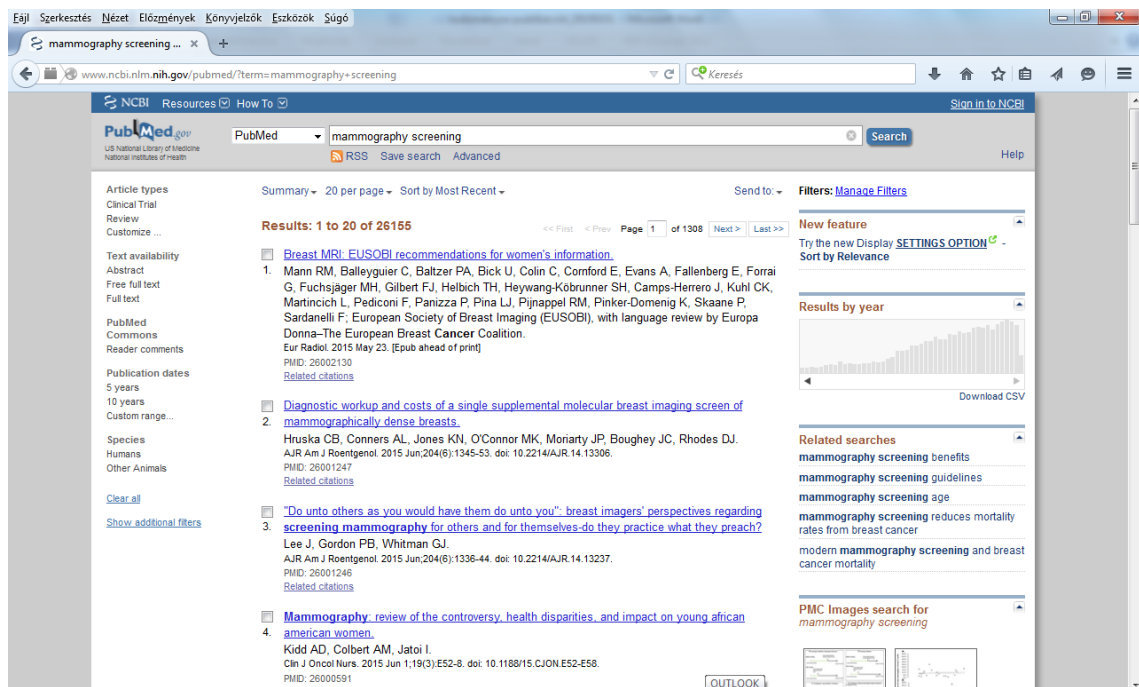 Fájl Szerkesztés Nézet Előzmények Könyvjelzők Eszközök Súgó
mammography screening ... × +
www.ncbi.nlm.nih.gov/pubmed/?term=mammography+screening
Keresés
NCBI Resources How To
Sign in to NCBI
PubMed.gov
US National Library of Medicine
National Institutes of Health
PubMed
mammography screening
Search
RSS Save search Advanced
Help
Article types
Clinical Trial
Review
Customize ...
Text availability
Abstract
Free full text
Full text
PubMed
Commons
Reader comments
Publication dates
5 years
10 years
Custom range...
Species
Humans
Other Animals
Clear all
Show additional filters
Summary 20 per page Sort by Most Recent
Send to:
Results: 1 to 20 of 26155
<< First < Prev Page 1 of 1308 Next > Last >>
Breast MRI: EUSOBI recommendations for women's information.
1. Mann RM, Balleyguier C, Baltzer PA, Bick U, Colin C, Cornford E, Evans A, Fallenberg E, Forrai
G, Fuchsjäger MH, Gilbert FJ, Helbich TH, Heywang-Köbrunner SH, Camps-Herrero J, Kuhl CK,
Martincich L, Pediconi F, Panizza P, Pina LJ, Pijnappel RM, Pinker-Domenig K, Skaane P,
Sardanelli F; European Society of Breast Imaging (EUSOBI), with language review by Europa
Donna–The European Breast Cancer Coalition.
Eur Radiol. 2015 May 23. [Epub ahead of print]
PMID: 26002130
Related citations
Diagnostic workup and costs of a single supplemental molecular breast imaging screen of
2. mammographically dense breasts.
Hruska CB, Conners AL, Jones KN, O'Connor MK, Moriarty JP, Boughey JC, Rhodes DJ.
AJR Am J Roentgenol. 2015 Jun;204(6):1345-53. doi: 10.2214/AJR.14.13306.
PMID: 26001247
Related citations
"Do unto others as you would have them do unto you": breast imagers' perspectives regarding
3. screening mammography for others and for themselves-do they practice what they preach?
Lee J, Gordon PB, Whitman GJ.
AJR Am J Roentgenol. 2015 Jun;204(6):1336-44. doi: 10.2214/AJR.14.13237.
PMID: 26001246
Related citations
Mammography: review of the controversy, health disparities, and impact on young african
4. american women.
Kidd AD, Colbert AM, Jatoi I.
Clin J Oncol Nurs. 2015 Jun 1;19(3):E52-8. doi: 10.1188/15.CJON.E52-E58.
PMID: 26000591
OUTLOOK
Filters: Manage Filters
New feature
Try the new Display SETTINGS OPTION -
Sort by Relevance
Results by year
Download CSV
Related searches
mammography screening benefits
mammography screening guidelines
mammography screening age
mammography screening reduces mortality
rates from breast cancer
modern mammography screening and breast
cancer mortality
PMC Images search for
mammography screening